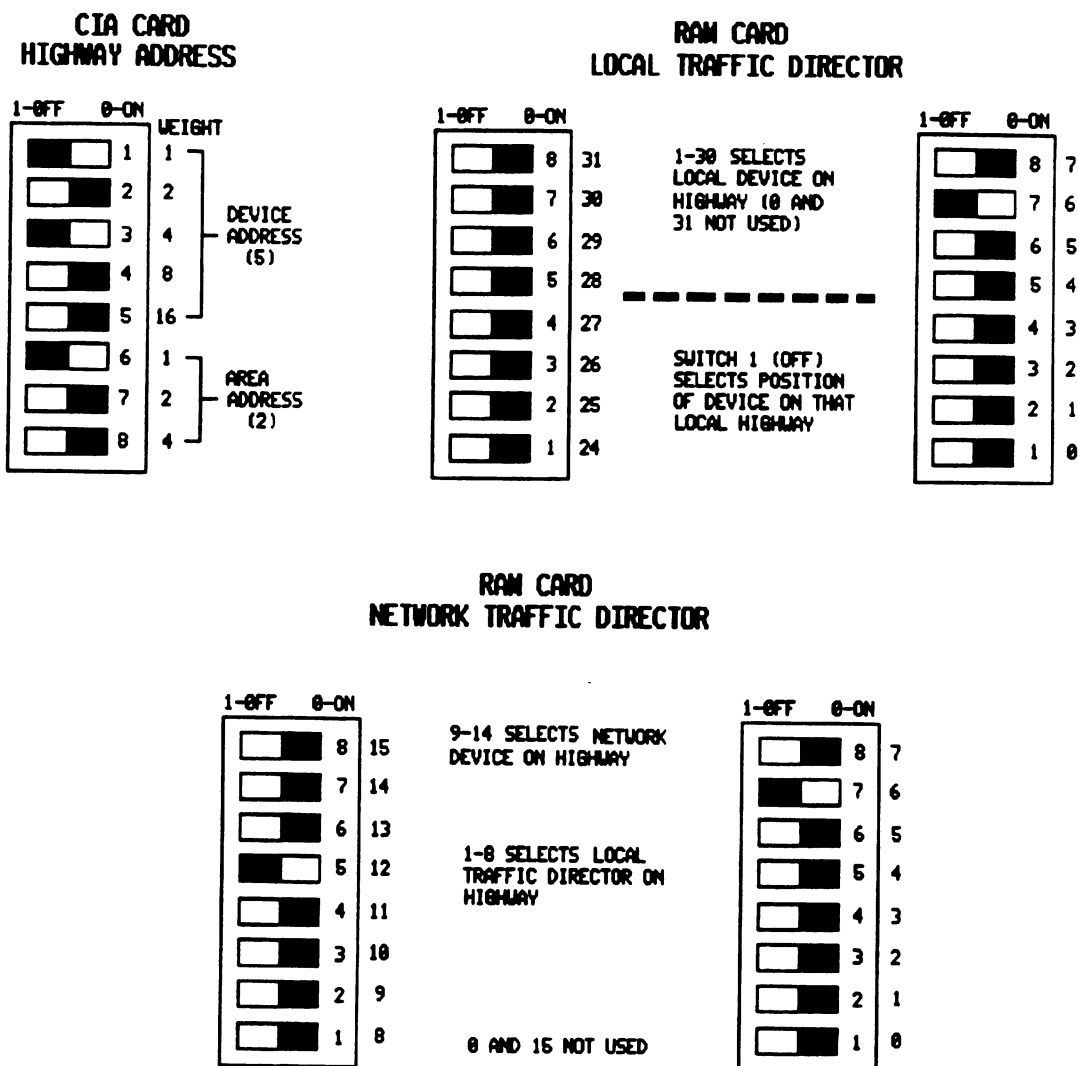 CIA CARD
HIGHWAY ADDRESS
1-0FF 0-ON
WEIGHT
1 1
2 2
3 4
4 8
5 16
6 1
7 2
8 4
DEVICE
ADDRESS
(5)
AREA
ADDRESS
(2)
RAM CARD
LOCAL TRAFFIC DIRECTOR
1-0FF 0-ON
8 31
7 30
6 29
5 28
4 27
3 26
2 25
1 24
1-30 SELECTS
LOCAL DEVICE ON
HIGHWAY (0 AND
31 NOT USED)
SWITCH 1 (OFF)
SELECTS POSITION
OF DEVICE ON THAT
LOCAL HIGHWAY
1-0FF 0-ON
8 7
7 6
6 5
5 4
4 3
3 2
2 1
1 0
RAM CARD
NETWORK TRAFFIC DIRECTOR
1-0FF 0-ON
8 15
7 14
6 13
5 12
4 11
3 10
2 9
1 8
9-14 SELECTS NETWORK
DEVICE ON HIGHWAY
1-8 SELECTS LOCAL
TRAFFIC DIRECTOR ON
HIGHWAY
0 AND 15 NOT USED
1-0FF 0-ON
8 7
7 6
6 5
5 4
4 3
3 2
2 1
1 0